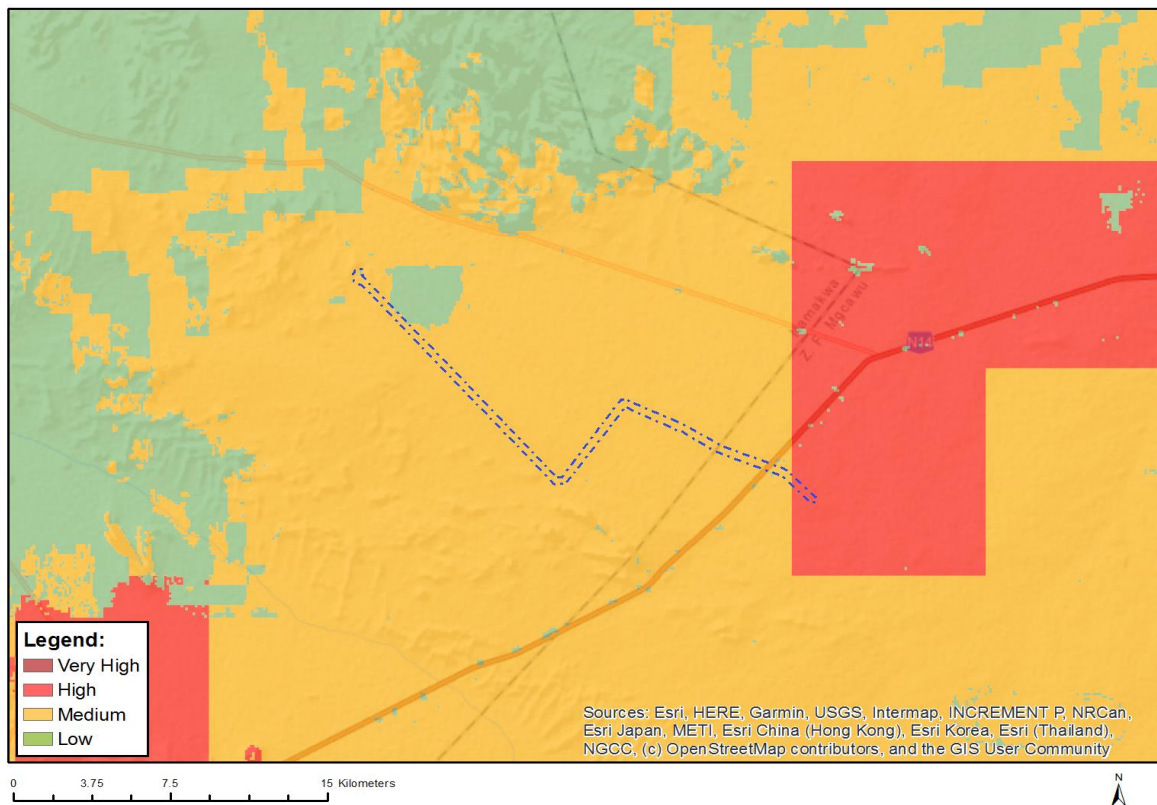 Namakwa
Z. F. Mgcawu
N14
Legend:
Very High
High
Medium
Low
Sources: Esri, HERE, Garmin, USGS, Intermap, INCREMENT P, NRCan,
Esri Japan, METI, Esri China (Hong Kong), Esri Korea, Esri (Thailand),
NGCC, (c) OpenStreetMap contributors, and the GIS User Community
0 3.75 7.5 15 Kilometers
N